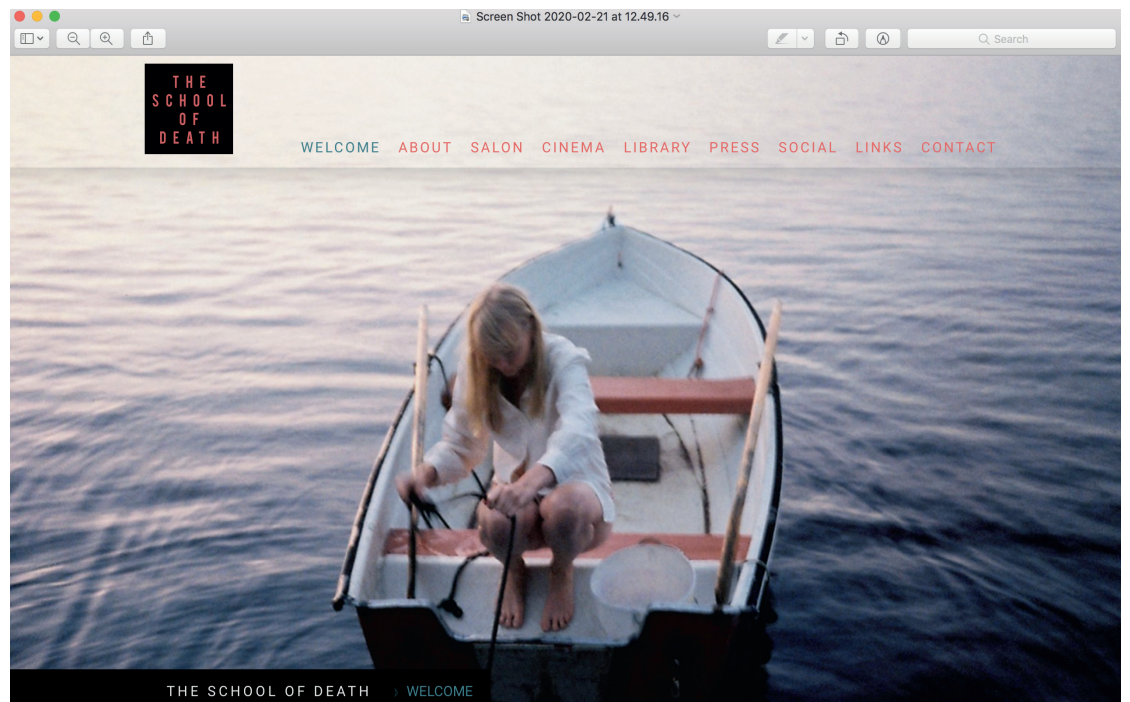 Screen Shot 2020-02-21 at 12.49.16
Search
THE
SCHOOL
OF
DEATH
WELCOME ABOUT SALON CINEMA LIBRARY PRESS SOCIAL LINKS CONTACT
THE SCHOOL OF DEATH › WELCOME